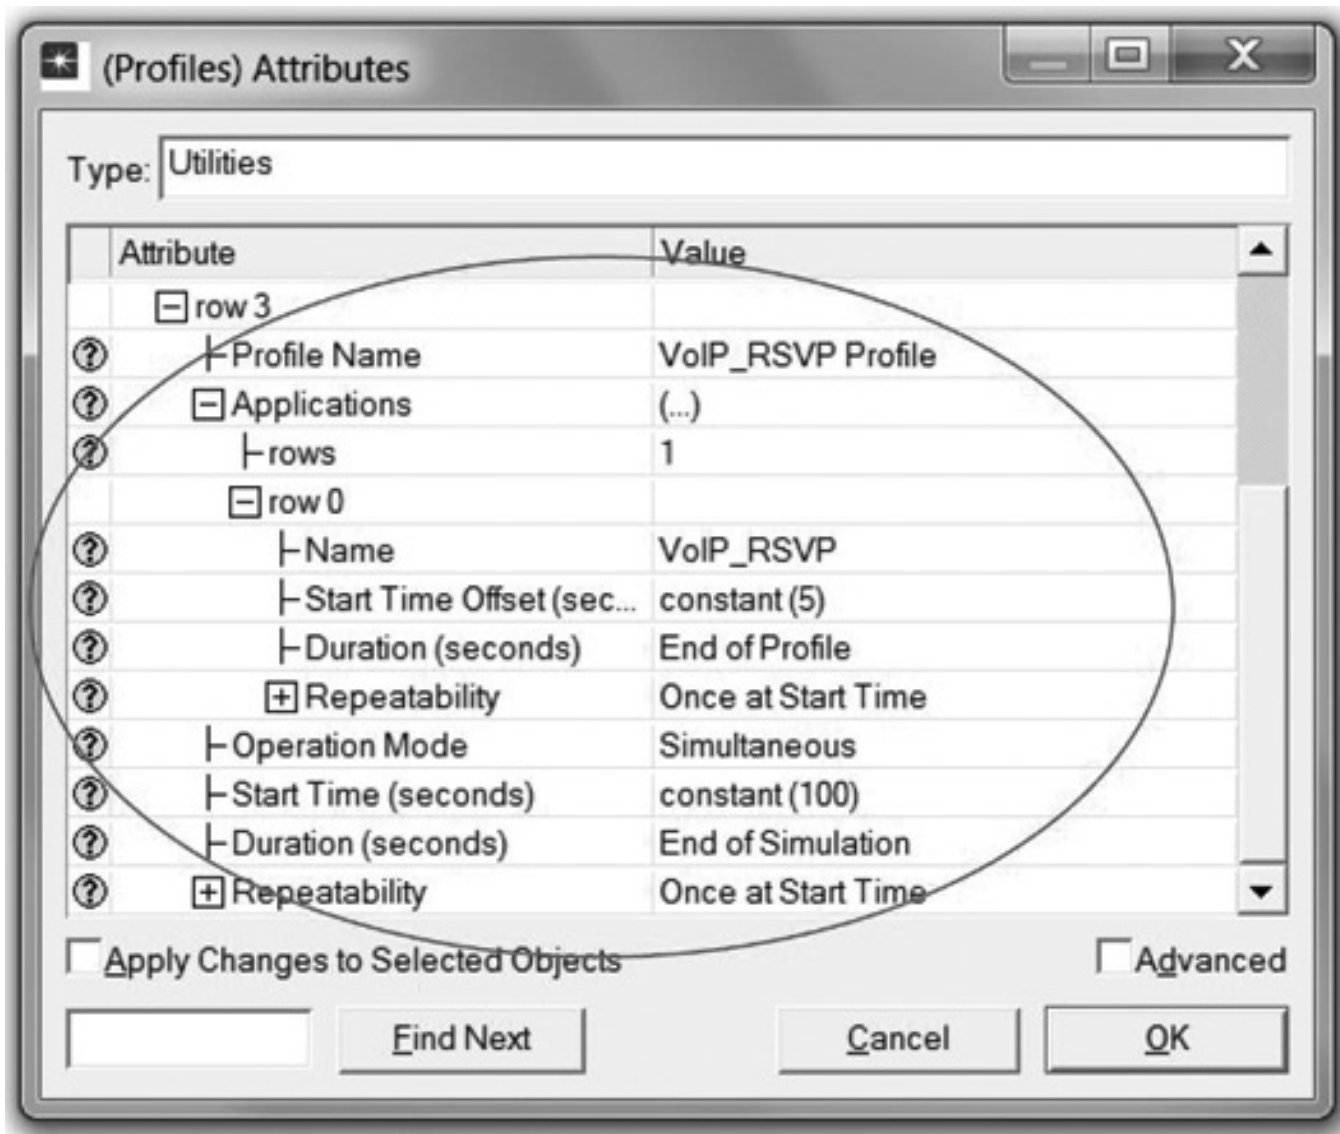 (Profiles) Attributes
Type: Utilities
Attribute Value
row 3
Profile Name VoIP_RSVP Profile
Applications (...)
rows 1
row 0
Name VoIP_RSVP
Start Time Offset (sec... constant (5)
Duration (seconds) End of Profile
Repeatability Once at Start Time
Operation Mode Simultaneous
Start Time (seconds) constant (100)
Duration (seconds) End of Simulation
Repeatability Once at Start Time
Apply Changes to Selected Objects Advanced
Find Next Cancel OK